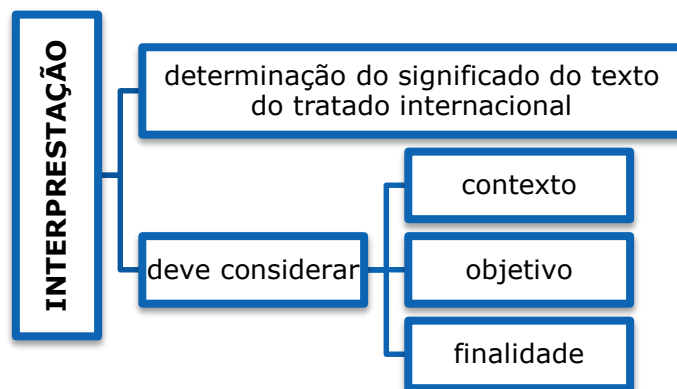 INTERPRESTAÇÃO
determinação do significado do texto
do tratado internacional
deve considerar
contexto
objetivo
finalidade